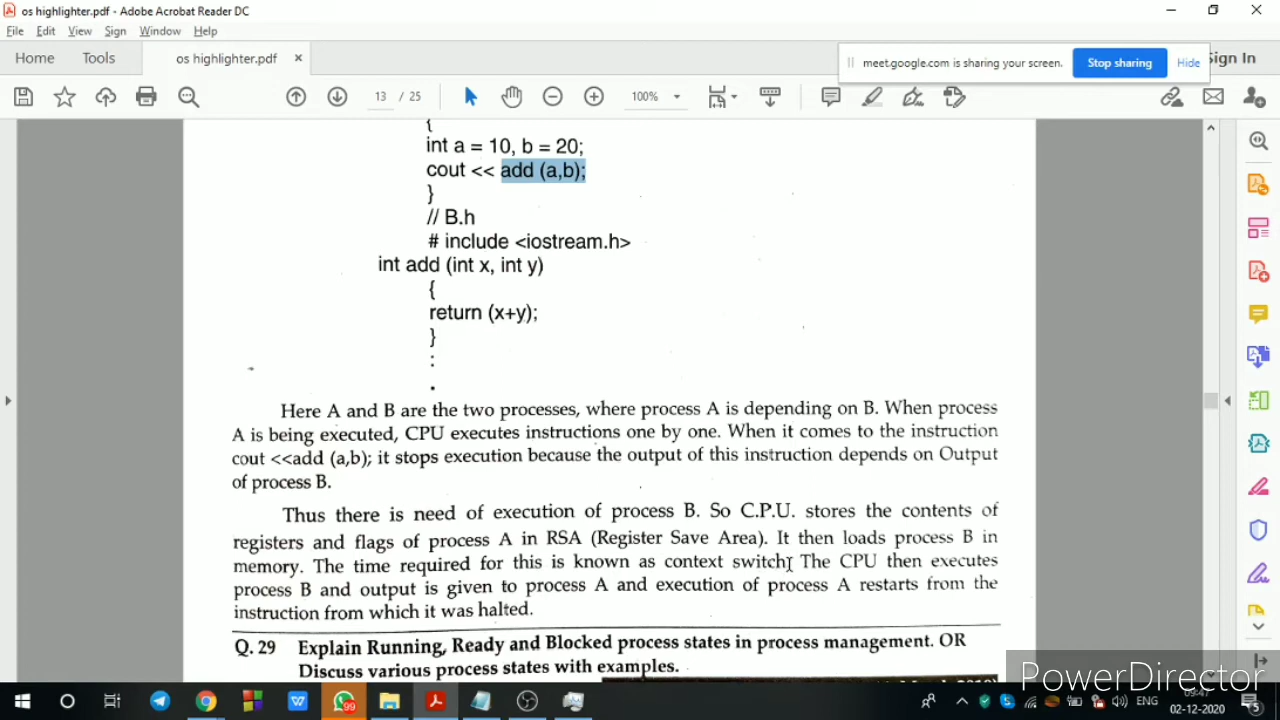 os highlighter.pdf - Adobe Acrobat Reader DC
File Edit View Sign Window Help
Home Tools os highlighter.pdf × meet.google.com is sharing your screen. Stop sharing Hide Sign In
13 / 25 100%
{
int a = 10, b = 20;
cout << add (a,b);
}
// B.h
# include <iostream.h>
int add (int x, int y)
{
return (x+y);
}
:
.
Here A and B are the two processes, where process A is depending on B. When process
A is being executed, CPU executes instructions one by one. When it comes to the instruction
cout <<add (a,b); it stops execution because the output of this instruction depends on Output
of process B.
Thus there is need of execution of process B. So C.P.U. stores the contents of
registers and flags of process A in RSA (Register Save Area). It then loads process B in
memory. The time required for this is known as context switch. The CPU then executes
process B and output is given to process A and execution of process A restarts from the
instruction from which it was halted.
Q. 29 Explain Running, Ready and Blocked process states in process management. OR
Discuss various process states with examples.
PowerDirector
99 ENG 09:47
02-12-2020 5